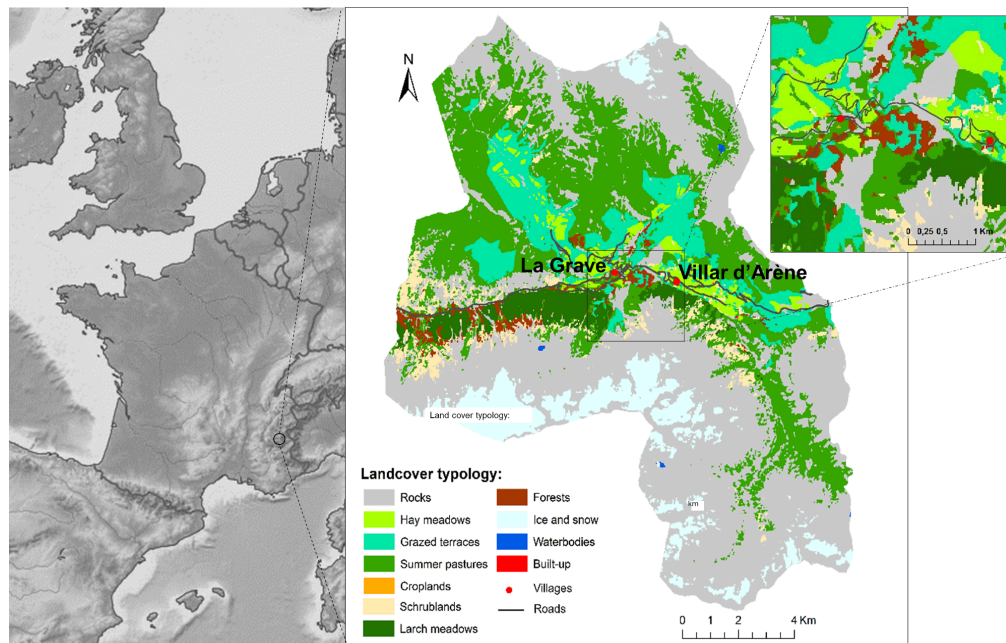 N
La Grave
Villar d'Arène
0 0,25 0,5 1 Km
Land cover typology:
km
Landcover typology:
Rocks
Hay meadows
Grazed terraces
Summer pastures
Croplands
Schrublands
Larch meadows
Forests
Ice and snow
Waterbodies
Built-up
Villages
Roads
0 1 2 4 Km